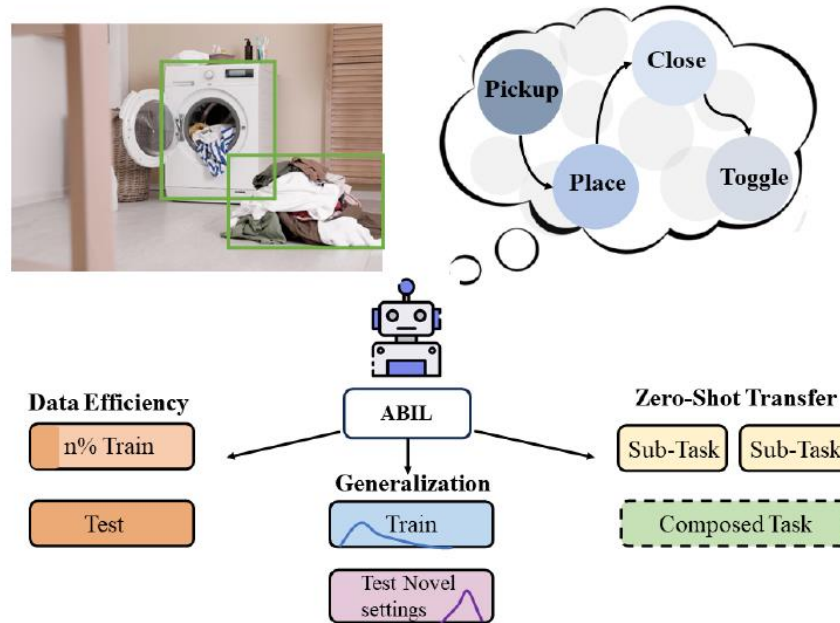 Pickup
Place
Close
Toggle
ABIL
Data Efficiency
n% Train
Test
Generalization
Train
Test Novel
settings
Zero-Shot Transfer
Sub-Task
Sub-Task
Composed Task